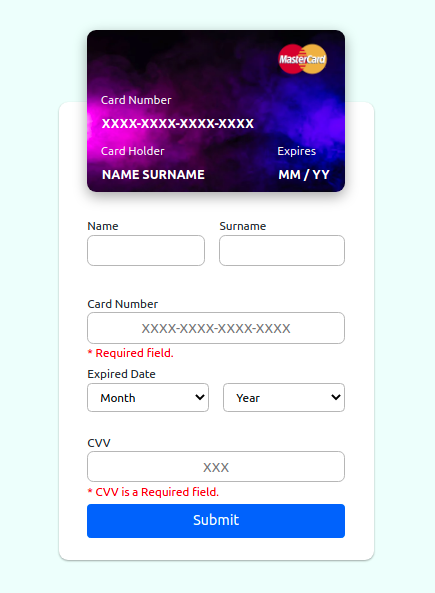 MasterCard
Card Number
XXXX-XXXX-XXXX-XXXX
Card Holder Expires
NAME SURNAME MM / YY
Name Surname
Card Number
XXXX-XXXX-XXXX-XXXX
* Required field.
Expired Date
Month Year
CVV
XXX
* CVV is a Required field.
Submit